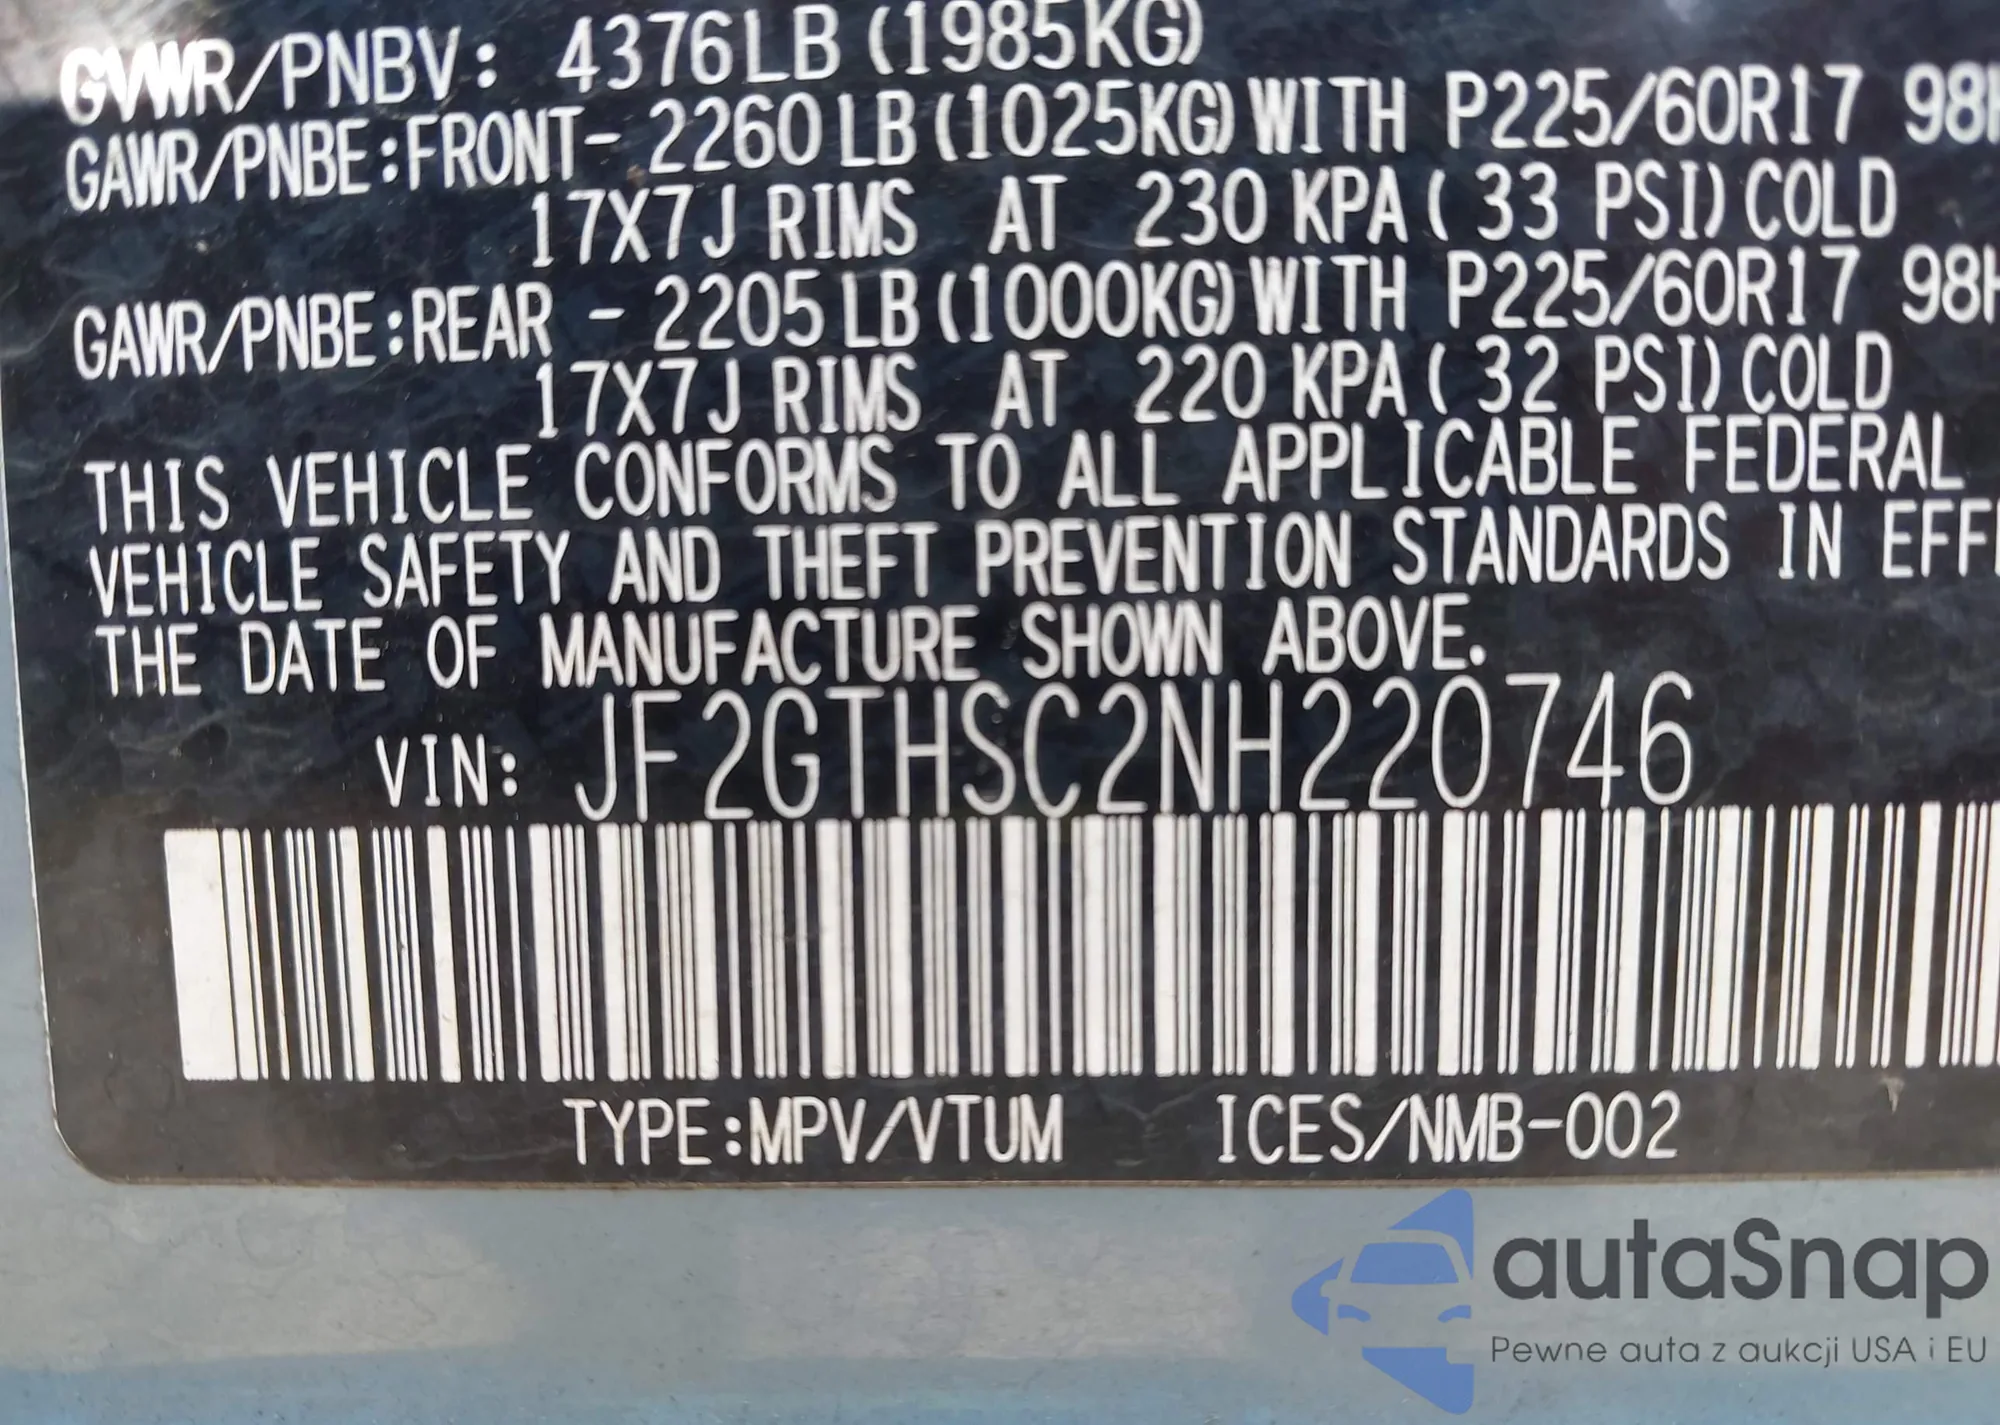 GVWR/PNBV: 4376LB (1985KG)
GAWR/PNBE:FRONT- 2260LB (1025KG) WITH P225/60R17 98H
17X7J RIMS AT 230 KPA ( 33 PSI) COLD
GAWR/PNBE:REAR - 2205LB (1000KG) WITH P225/60R17 98H
17X7J RIMS AT 220 KPA ( 32 PSI) COLD
THIS VEHICLE CONFORMS TO ALL APPLICABLE FEDERAL
VEHICLE SAFETY AND THEFT PREVENTION STANDARDS IN
THE DATE OF MANUFACTURE SHOWN ABOVE.
VIN: JF2GTHSC2NH220746
TYPE:MPV/VTUM ICES/NMB-002
autaSnap
Pewne auta z aukcji USA i EU